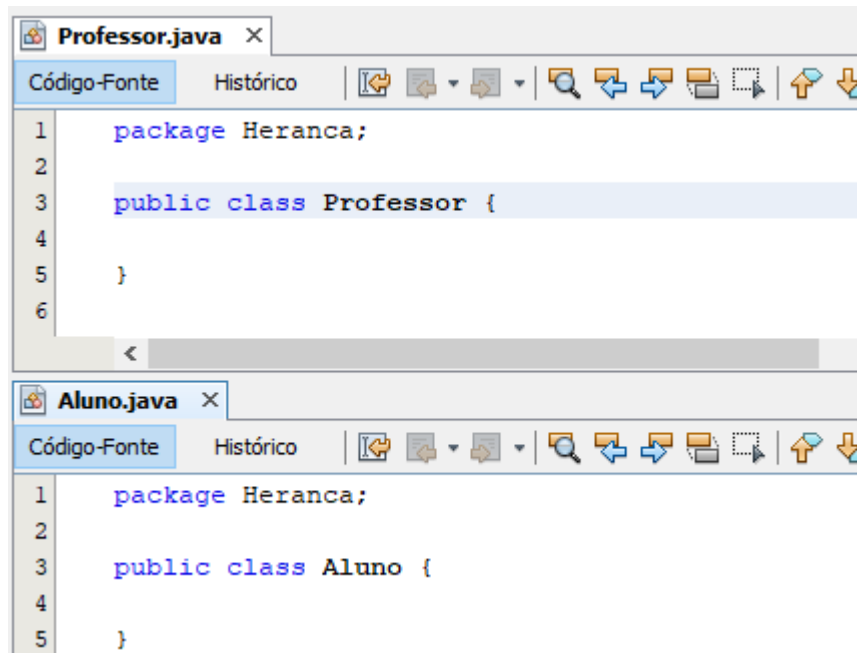 Professor.java
Código-Fonte Histórico
1 package Heranca;
2
3 public class Professor {
4
5 }
6
Aluno.java
Código-Fonte Histórico
1 package Heranca;
2
3 public class Aluno {
4
5 }